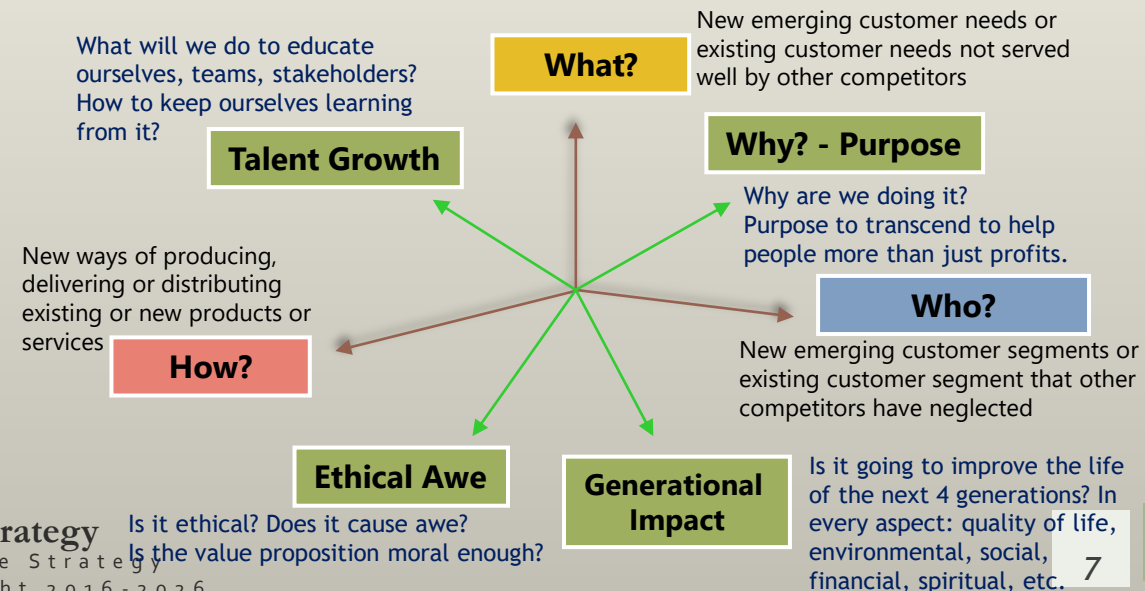 What will we do to educate
ourselves, teams, stakeholders?
How to keep ourselves learning
from it?
Talent Growth
What?
New emerging customer needs or
existing customer needs not served
well by other competitors
Why? - Purpose
Why are we doing it?
Purpose to transcend to help
people more than just profits.
New ways of producing,
delivering or distributing
existing or new products or
services
How?
Who?
New emerging customer segments or
existing customer segment that other
competitors have neglected
Ethical Awe
Is it ethical? Does it cause awe?
Is the value proposition moral enough?
Generational
Impact
Is it going to improve the life
of the next 4 generations? In
every aspect: quality of life,
environmental, social,
financial, spiritual, etc.
rategy
e Strategy
ht 2016-2026
7